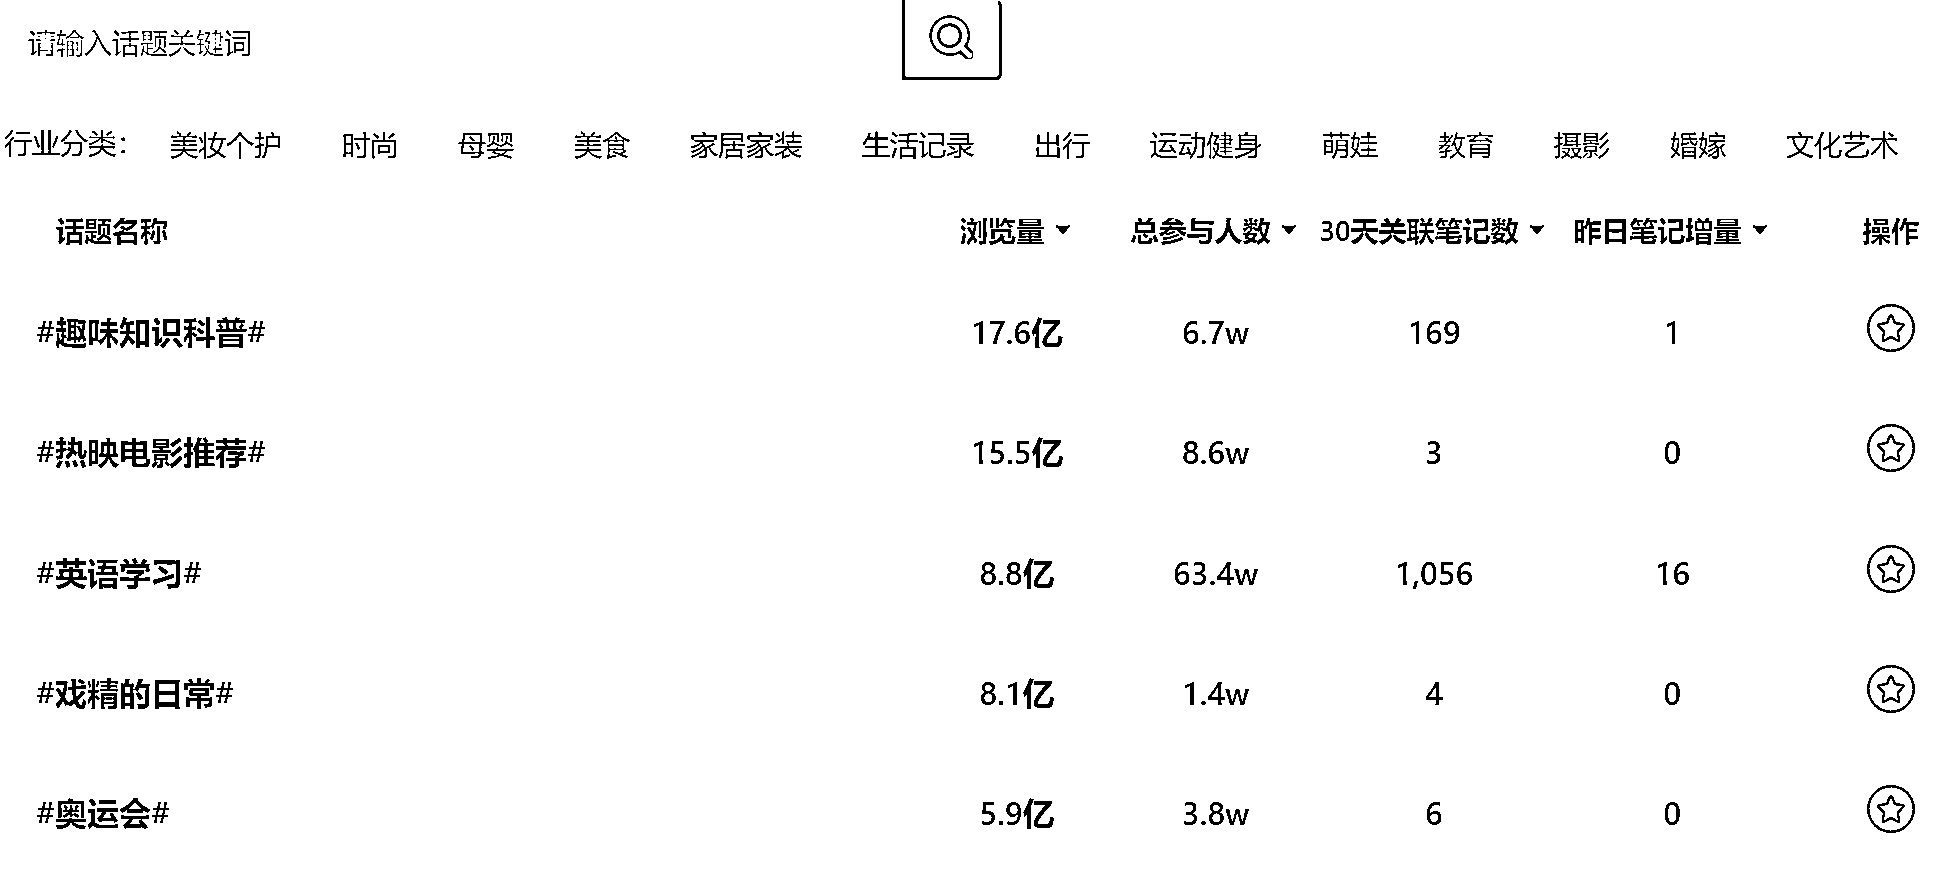 请输入话题关键词
行业分类： 美妆个护 时尚 母婴 美食 家居家装 生活记录 出行 运动健身 萌娃 教育 摄影 婚嫁 文化艺术
话题名称 浏览量 总参与人数 30天关联笔记数 昨日笔记增量 操作
#趣味知识科普# 17.6亿 6.7w 169 1
#热映电影推荐# 15.5亿 8.6w 3 0
#英语学习# 8.8亿 63.4w 1,056 16
#戏精的日常# 8.1亿 1.4w 4 0
#奥运会# 5.9亿 3.8w 6 0